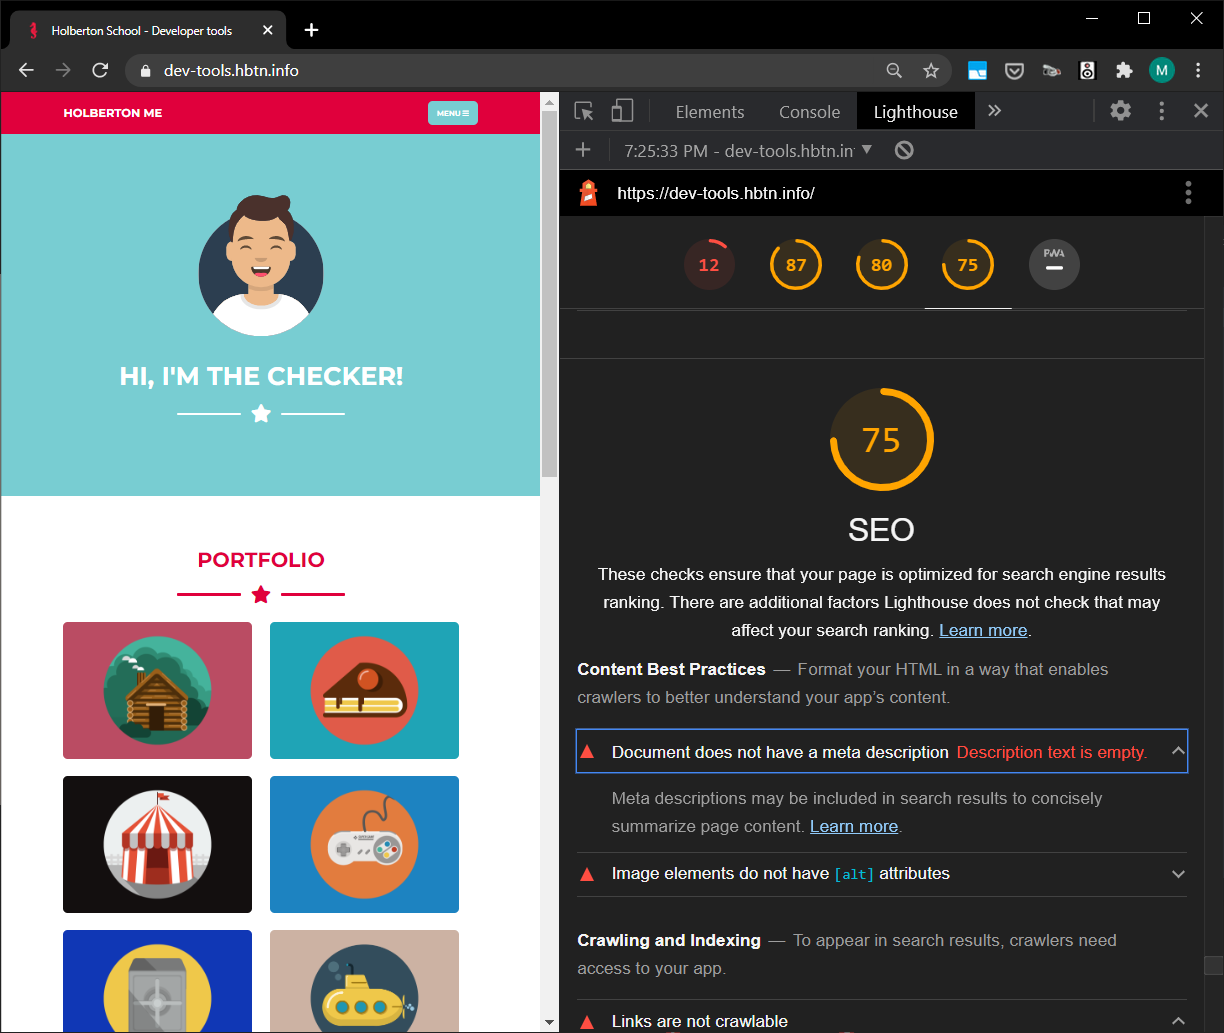 Holberton School - Developer tools
dev-tools.hbtn.info
M
HOLBERTON ME
MENU
HI, I'M THE CHECKER!
PORTFOLIO
Elements
Console
Lighthouse
7:25:33 PM - dev-tools.hbtn.in
https://dev-tools.hbtn.info/
12
87
80
75
PWA
75
SEO
These checks ensure that your page is optimized for search engine results
ranking. There are additional factors Lighthouse does not check that may
affect your search ranking. Learn more.
Content Best Practices — Format your HTML in a way that enables
crawlers to better understand your app’s content.
Document does not have a meta description Description text is empty.
Meta descriptions may be included in search results to concisely
summarize page content. Learn more.
Image elements do not have [alt] attributes
Crawling and Indexing — To appear in search results, crawlers need
access to your app.
Links are not crawlable